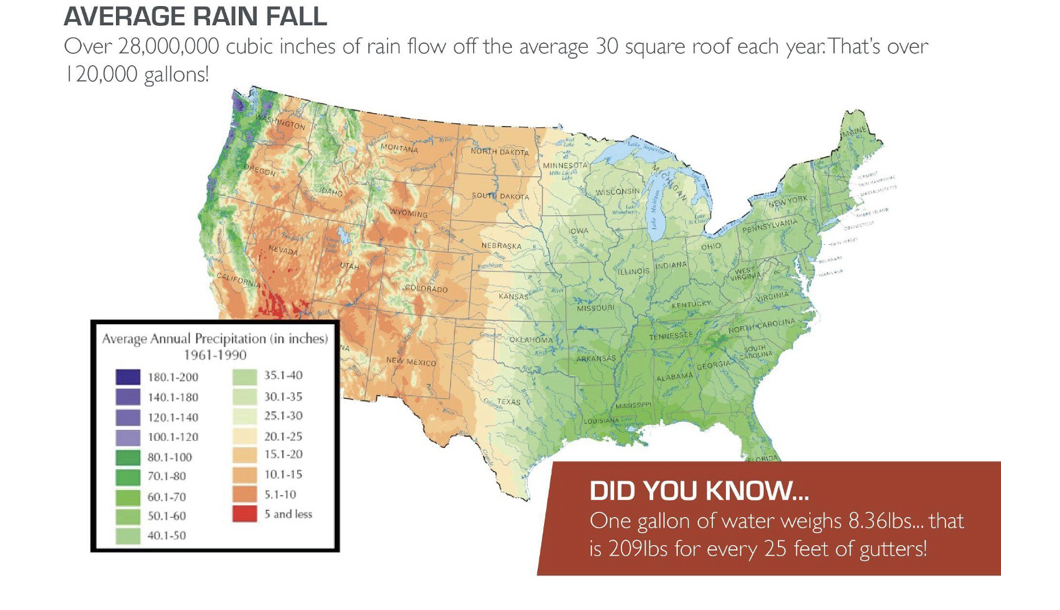 AVERAGE RAIN FALL
Over 28,000,000 cubic inches of rain flow off the average 30 square roof each year. That's over
120,000 gallons!
WASHINGTON
MONTANA
NORTH DAKOTA
MINNESOTA
MAINE
OREGON
IDAHO
SOUTH DAKOTA
WISCONSIN
MICHIGAN
WYOMING
NEW YORK
IOWA
PENNSYLVANIA
NEVADA
NEBRASKA
OHIO
UTAH
ILLINOIS
INDIANA
WEST
VIRGINIA
CALIFORNIA
COLORADO
KANSAS
MISSOURI
KENTUCKY
VIRGINIA
NORTH CAROLINA
TENNESSEE
OKLAHOMA
ARKANSAS
SOUTH
CAROLINA
NEW MEXICO
GEORGIA
ALABAMA
TEXAS
MISSISSIPPI
LOUISIANA
FLORIDA
Average Annual Precipitation (in inches)
1961-1990
180.1-200
140.1-180
120.1-140
100.1-120
80.1-100
70.1-80
60.1-70
50.1-60
40.1-50
35.1-40
30.1-35
25.1-30
20.1-25
15.1-20
10.1-15
5.1-10
5 and less
DID YOU KNOW...
One gallon of water weighs 8.36lbs... that
is 209lbs for every 25 feet of gutters!